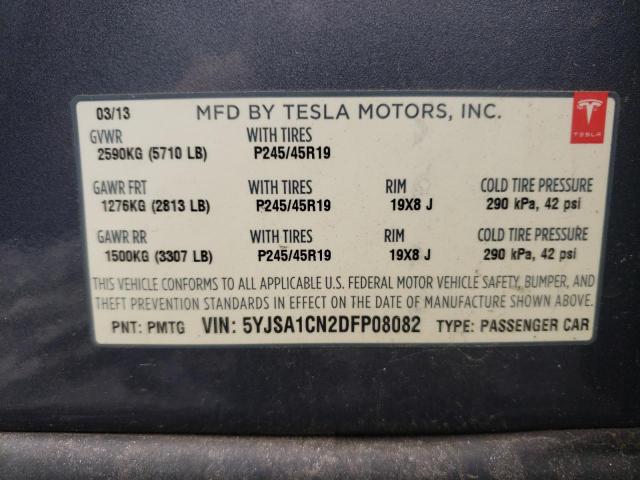 03/13 MFD BY TESLA MOTORS, INC.
TESLA
GVWR WITH TIRES
2590KG (5710 LB) P245/45R19
GAWR FRT WITH TIRES RIM COLD TIRE PRESSURE
1276KG (2813 LB) P245/45R19 19X8 J 290 kPa, 42 psi
GAWR RR WITH TIRES RIM COLD TIRE PRESSURE
1500KG (3307 LB) P245/45R19 19X8 J 290 kPa, 42 psi
THIS VEHICLE CONFORMS TO ALL APPLICABLE U.S. FEDERAL MOTOR VEHICLE SAFETY, BUMPER, AND
THEFT PREVENTION STANDARDS IN EFFECT ON THE DATE OF MANUFACTURE SHOWN ABOVE.
PNT: PMTG VIN: 5YJSA1CN2DFP08082 TYPE: PASSENGER CAR